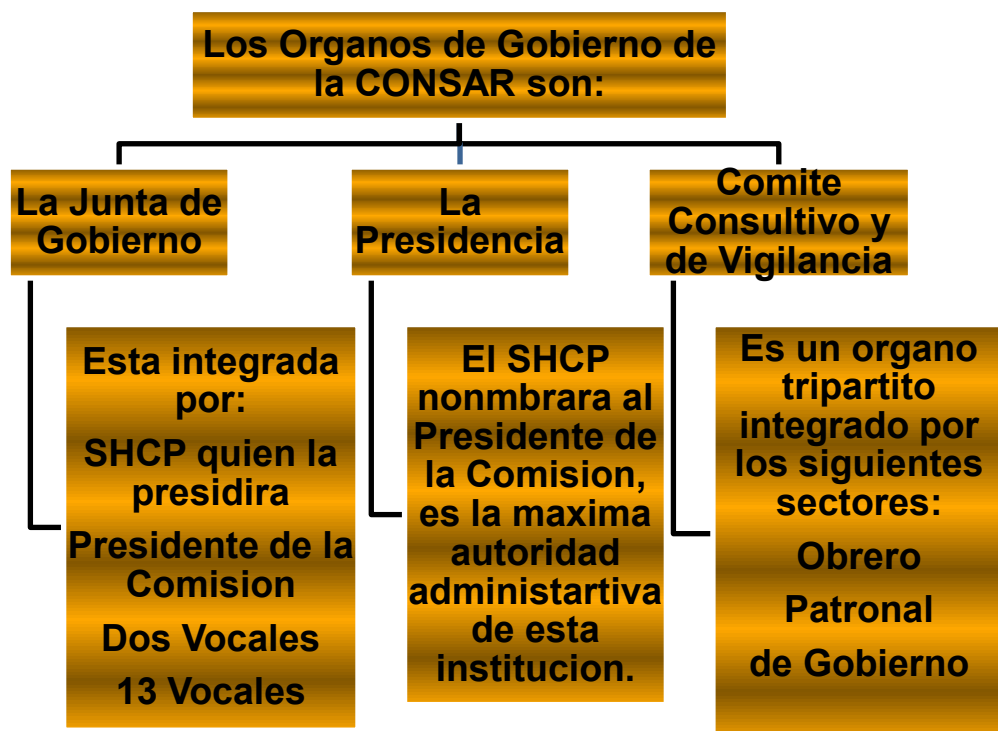 Los Organos de Gobierno de
la CONSAR son:
La Junta de
Gobierno
Esta integrada
por:
SHCP quien la
presidira
Presidente de la
Comision
Dos Vocales
13 Vocales
La
Presidencia
El SHCP
nonmbrara al
Presidente de
la Comision,
es la maxima
autoridad
administartiva
de esta
institucion.
Comite
Consultivo y
de Vigilancia
Es un organo
tripartito
integrado por
los siguientes
sectores:
Obrero
Patronal
de Gobierno